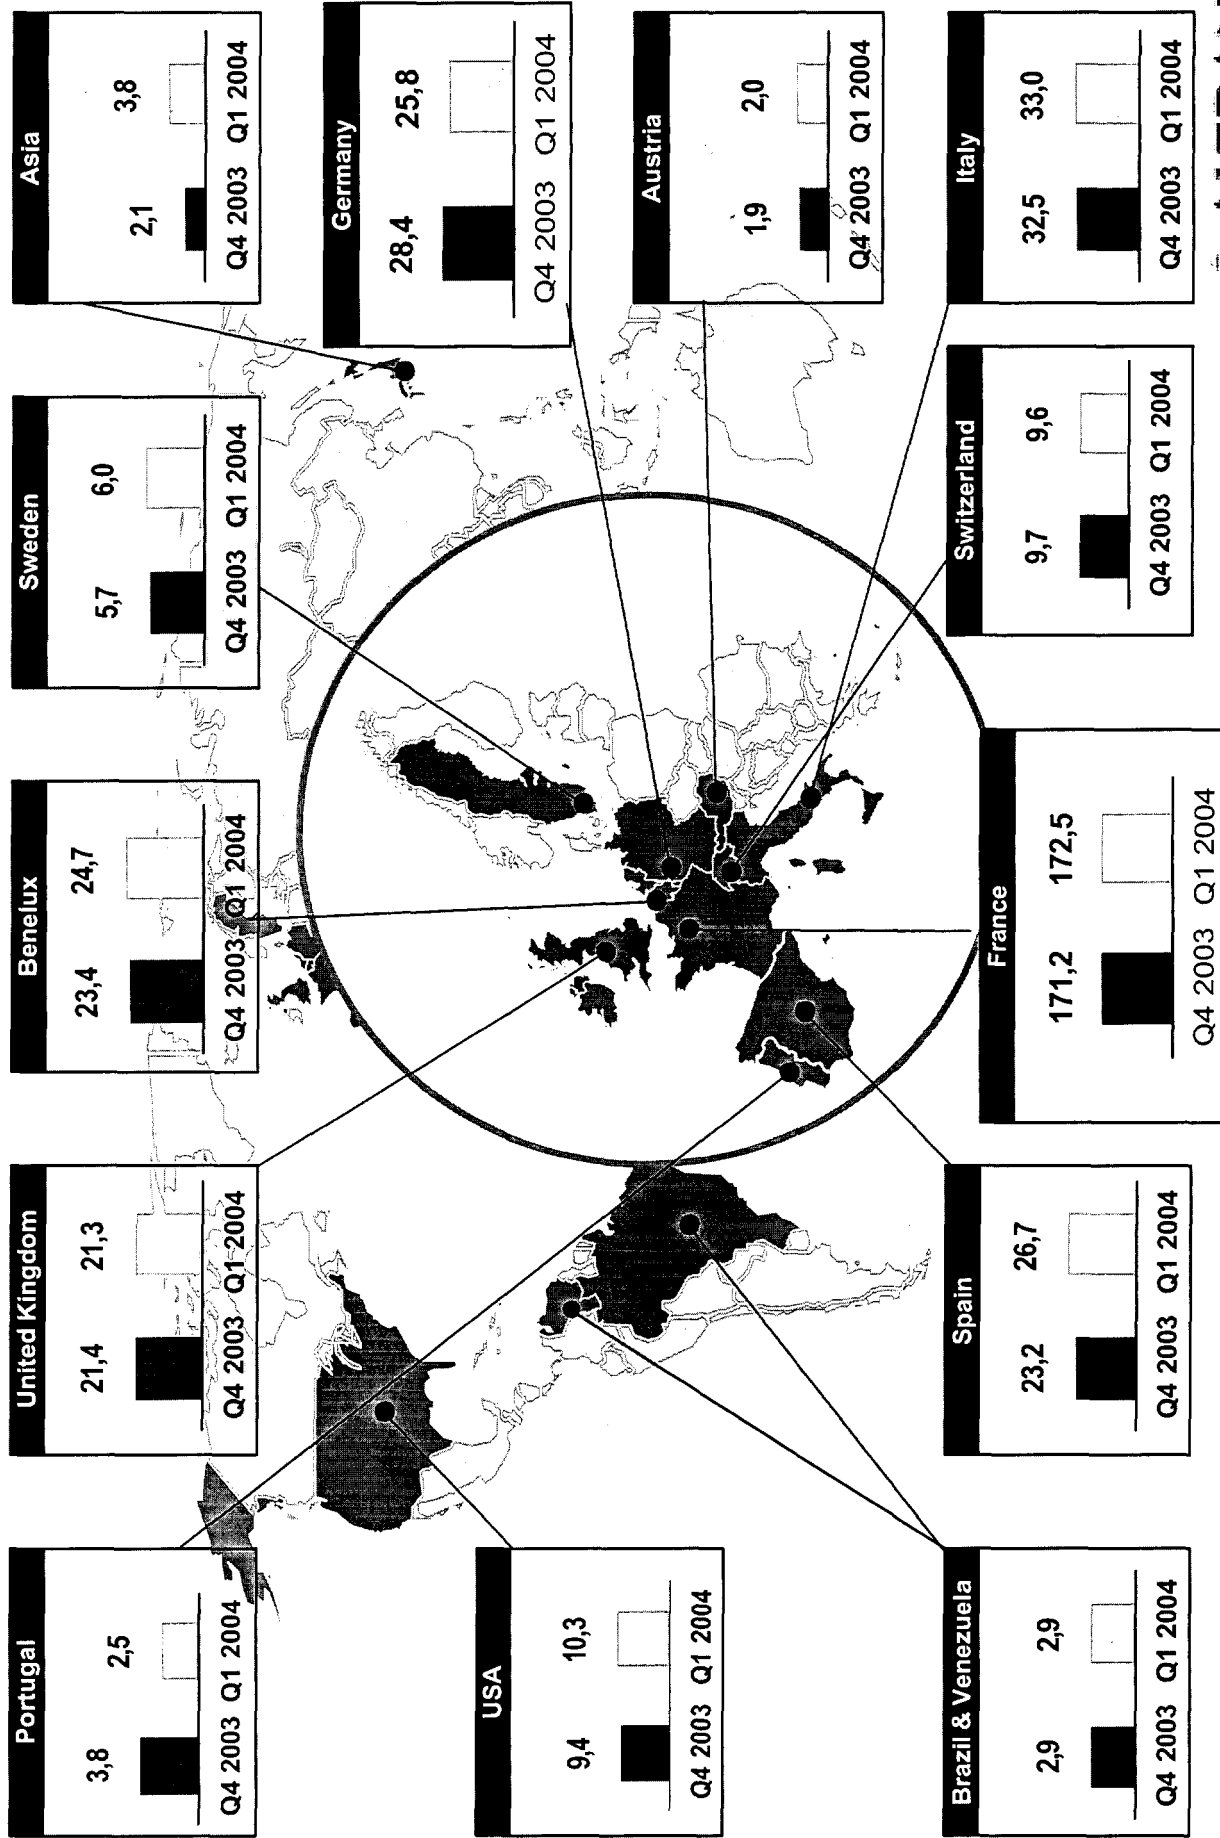 Portugal
3,8 2,5
Q4 2003 Q1 2004
United Kingdom
21,4 21,3
Q4 2003 Q1 2004
Benelux
23,4 24,7
Q4 2003 Q1 2004
Sweden
5,7 6,0
Q4 2003 Q1 2004
Asia
2,1 3,8
Q4 2003 Q1 2004
Germany
28,4 25,8
Q4 2003 Q1 2004
USA
9,4 10,3
Q4 2003 Q1 2004
Austria
1,9 2,0
Q4 2003 Q1 2004
Brazil & Venezuela
2,9 2,9
Q4 2003 Q1 2004
Spain
23,2 26,7
Q4 2003 Q1 2004
France
171,2 172,5
Q4 2003 Q1 2004
Switzerland
9,7 9,6
Q4 2003 Q1 2004
Italy
32,5 33,0
Q4 2003 Q1 2004